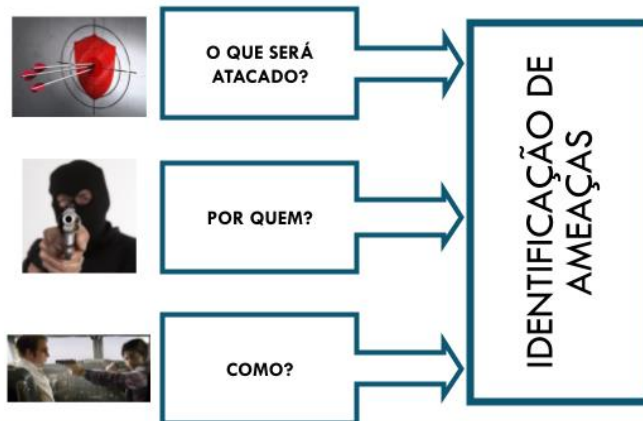 O QUE SERÁ
ATACADO?
POR QUEM?
COMO?
IDENTIFICAÇÃO DE
AMEAÇAS